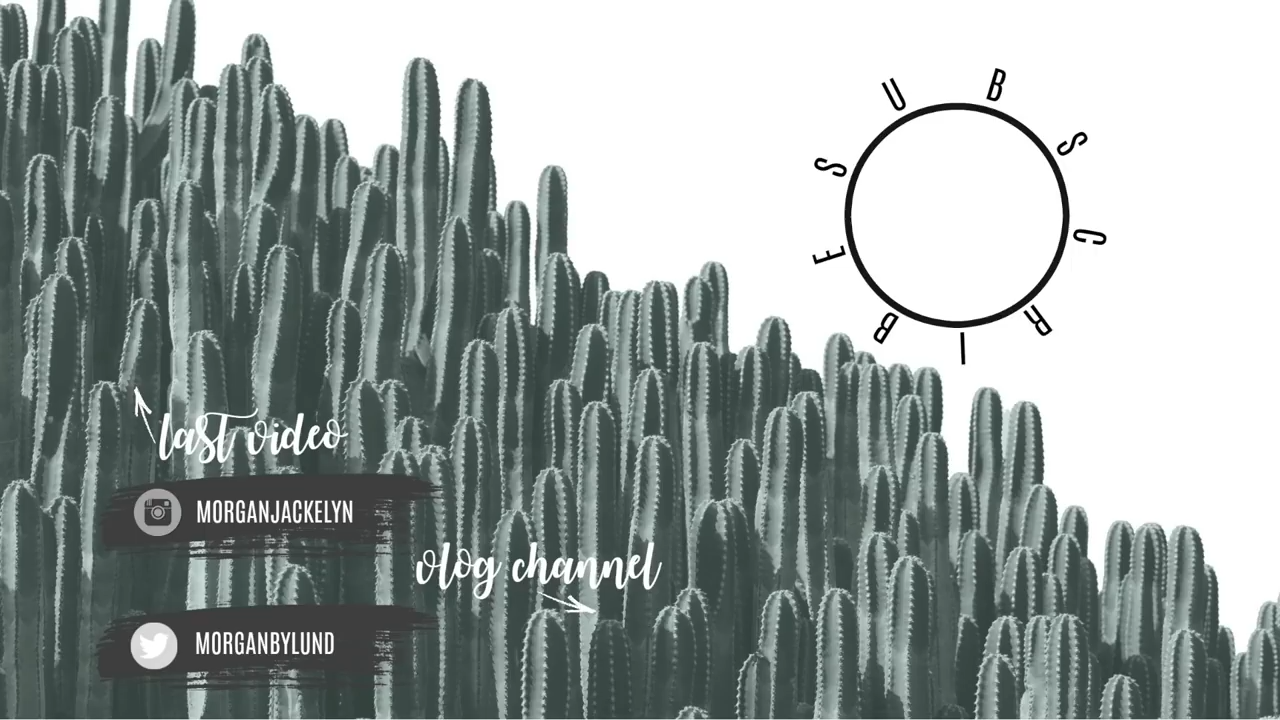 SUBSCRIBE
last video
MORGANJACKELYN
vlog channel
MORGANBYLUND